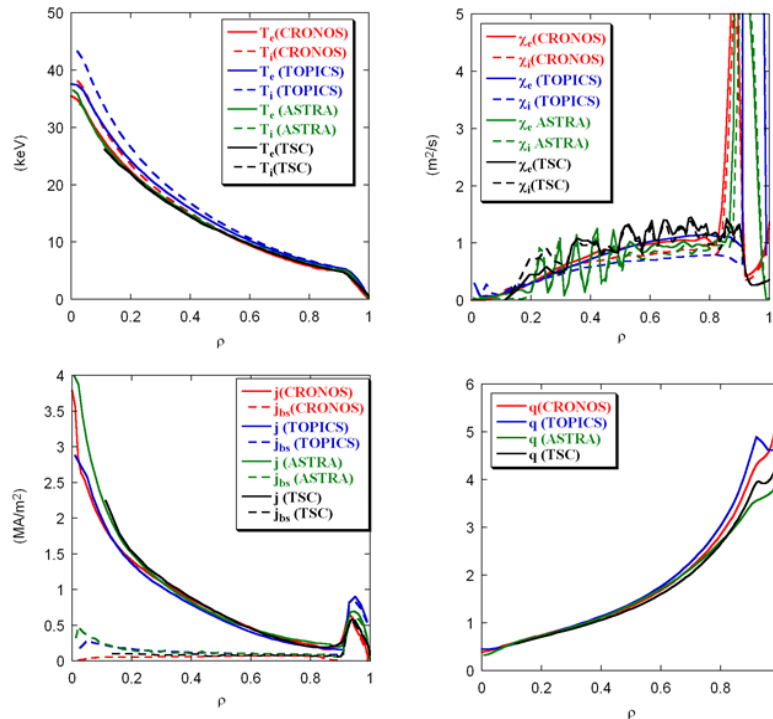 50
40
30
20
10
0
(keV)
Te(CRONOS)
Ti(CRONOS)
Te (TOPICS)
Ti (TOPICS)
Te (ASTRA)
Ti (ASTRA)
Te(TSC)
Ti(TSC)
0 0.2 0.4 0.6 0.8 1
ρ
5
4
3
2
1
0
(m²/s)
χe(CRONOS)
χi(CRONOS)
χe (TOPICS)
χi (TOPICS)
χe ASTRA)
χi ASTRA)
χe(TSC)
χi(TSC)
0 0.2 0.4 0.6 0.8 1
ρ
4
3.5
3
2.5
2
1.5
1
0.5
0
(MA/m²)
j(CRONOS)
jbs(CRONOS)
j (TOPICS)
jbs (TOPICS)
j (ASTRA)
jbs (ASTRA)
j (TSC)
jbs (TSC)
0 0.2 0.4 0.6 0.8 1
ρ
6
5
4
3
2
1
0
q(CRONOS)
q (TOPICS)
q (ASTRA)
q (TSC)
0 0.2 0.4 0.6 0.8 1
ρ